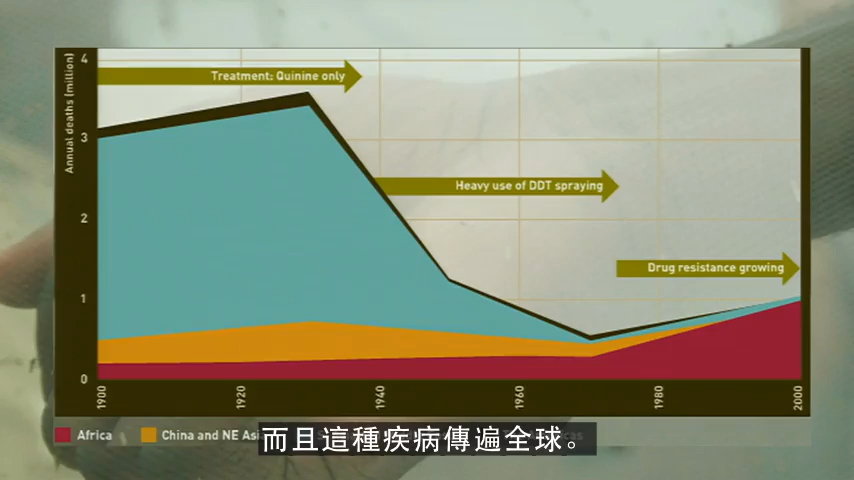 Annual deaths (million)
4
3
2
1
0
Treatment: Quinine only
Heavy use of DDT spraying
Drug resistance growing
1900
1920
1940
1960
1980
2000
Africa
China and NE
而且這種疾病傳遍全球。